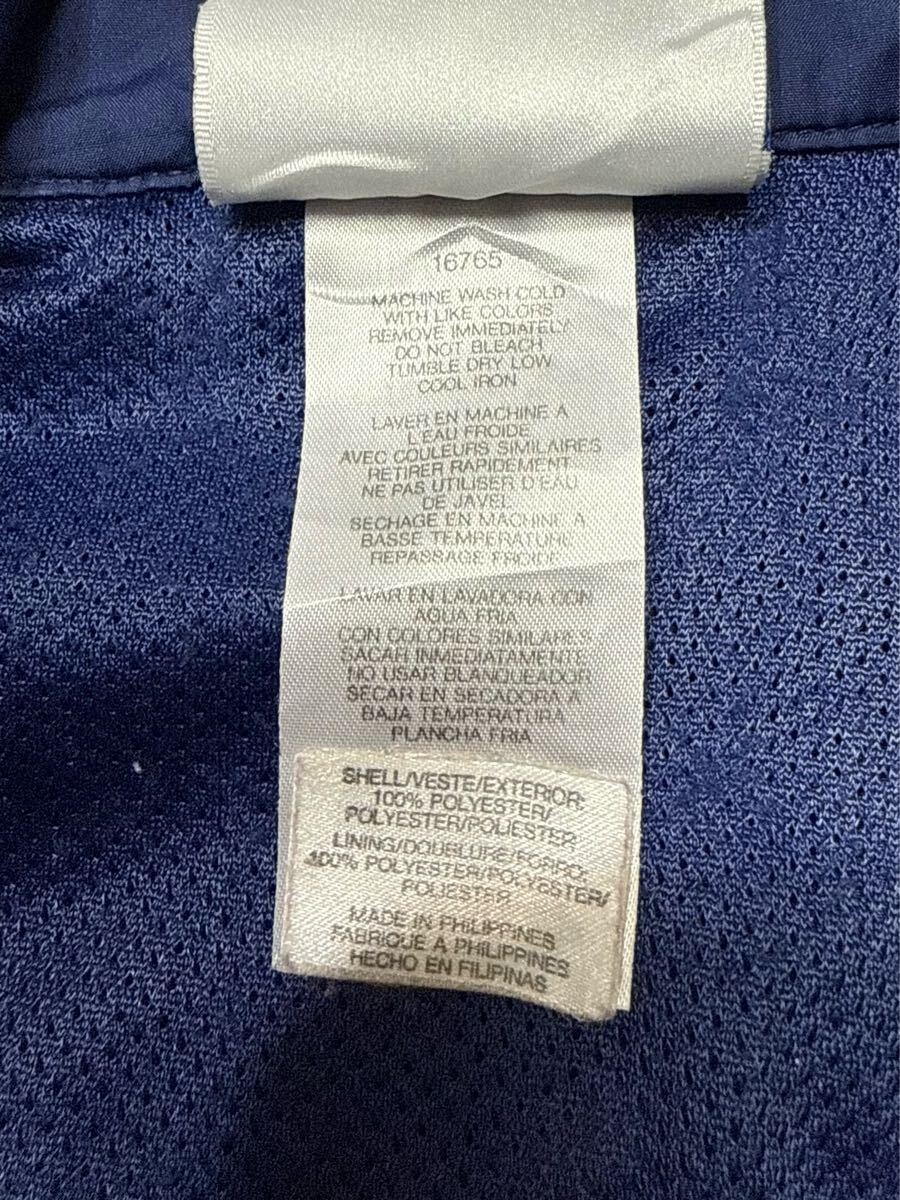 16765
MACHINE WASH COLD
WITH LIKE COLORS
REMOVE IMMEDIATELY
DO NOT BLEACH
TUMBLE DRY LOW
COOL IRON
LAVER EN MACHINE A
L'EAU FROIDE
AVEC COULEURS SIMILAIRES
RETIRER RAPIDEMENT
NE PAS UTILISER D'EAU
DE JAVEL
SECHAGE EN MACHINE A
BASSE TEMPERATURE
REPASSAGE FROIDE
LAVAR EN LAVADORA CON
AGUA FRIA
CON COLORES SIMILARES
SACAR INMEDIATAMENTE
NO USAR BLANQUEADOR
SECAR EN SECADORA A
BAJA TEMPERATURA
PLANCHA FRIA
SHELL/VESTE/EXTERIOR:
100% POLYESTER/
POLYESTER/POLIESTER
LINING/DOUBLURE/FORRO:
100% POLYESTER/POLYESTER/
POLIESTER
MADE IN PHILIPPINES
FABRIQUE A PHILIPPINES
HECHO EN FILIPINAS